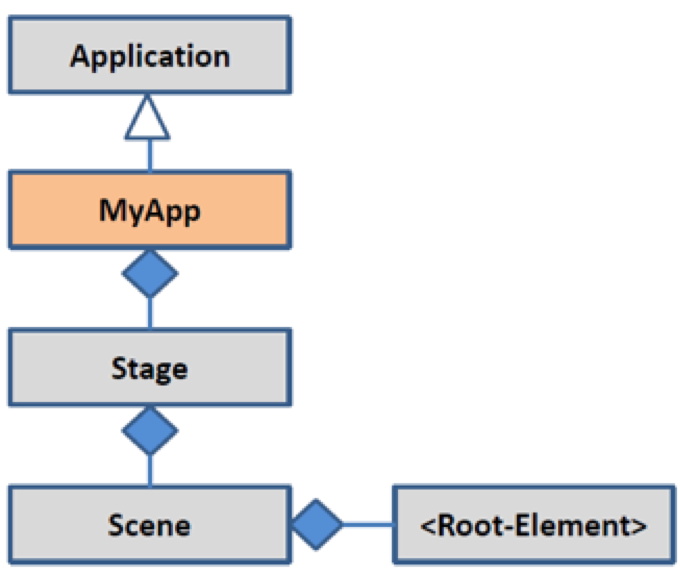 Application
MyApp
Stage
Scene
<Root-Element>